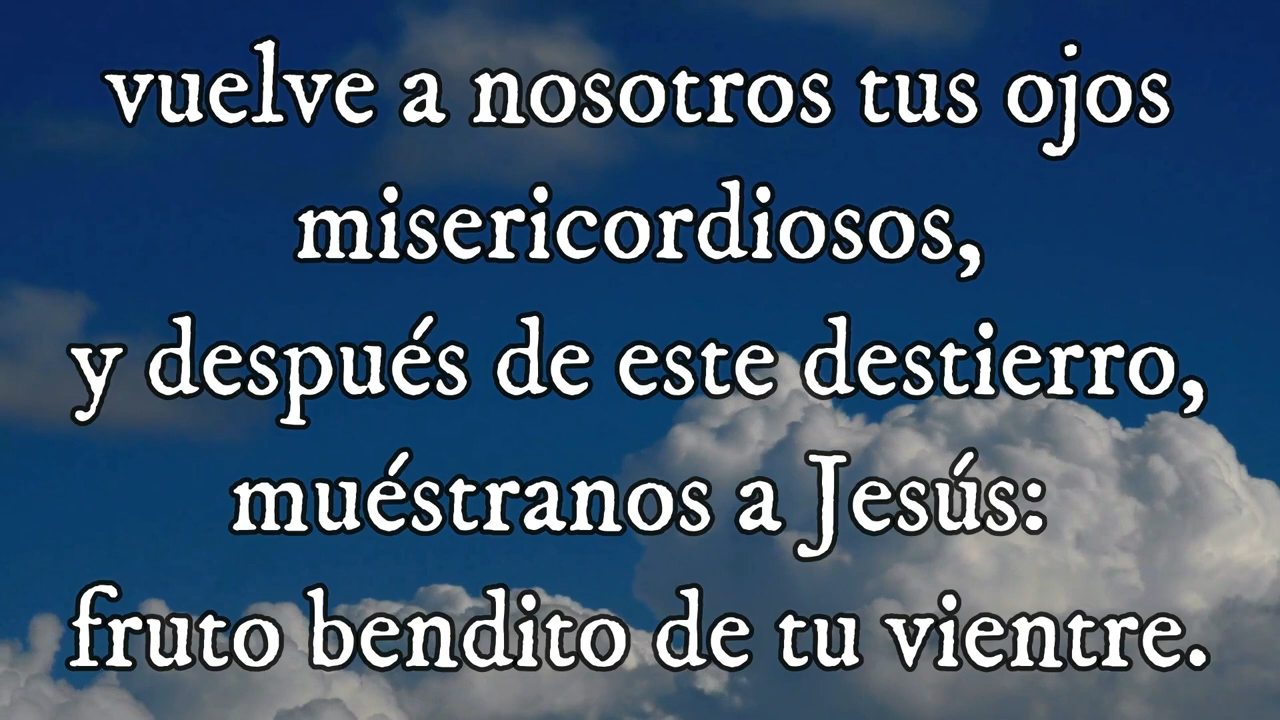 vuelve a nosotros tus ojos
misericordiosos,
y después de este destierro,
muéstranos a Jesús:
fruto bendito de tu vientre.